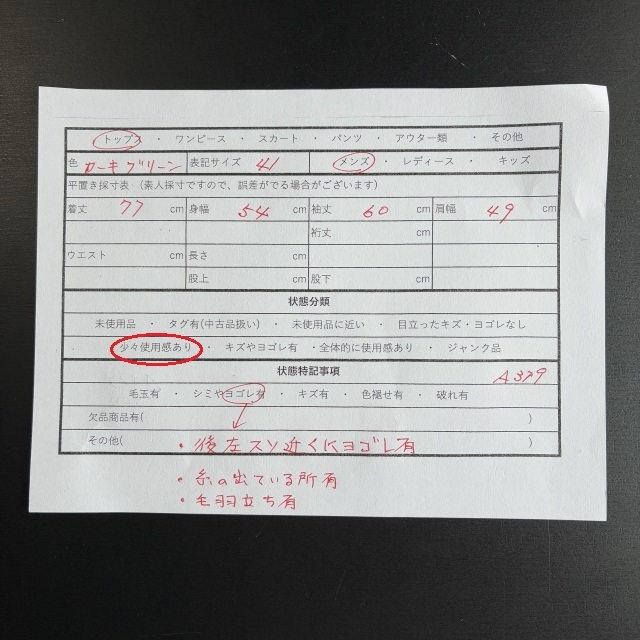 トップス ・ ワンピース ・ スカート ・ パンツ ・ アウター類 ・ その他
色 カーキグリーン 表記サイズ 41 メンズ ・ レディース ・ キッズ
平置き採寸表 (素人採寸ですので、誤差がでる場合がございます)
着丈 77 cm 身幅 54 cm 袖丈 60 cm 肩幅 49 cm
裄丈 cm
ウエスト cm 長さ cm
股上 cm 股下 cm
状態分類
未使用品 ・ タグ有(中古品扱い) ・ 未使用品に近い ・ 目立ったキズ・ヨゴレなし
少々使用感あり ・ キズやヨゴレ有 ・全体的に使用感あり ・ ジャンク品
状態特記事項 A379
毛玉有 ・ シミやヨゴレ有 ・ キズ有 ・ 色褪せ有 ・ 破れ有
欠品商品有( )
その他( ・後左スソ近くにヨゴレ有 )
・糸の出ている所有
・毛羽立ち有